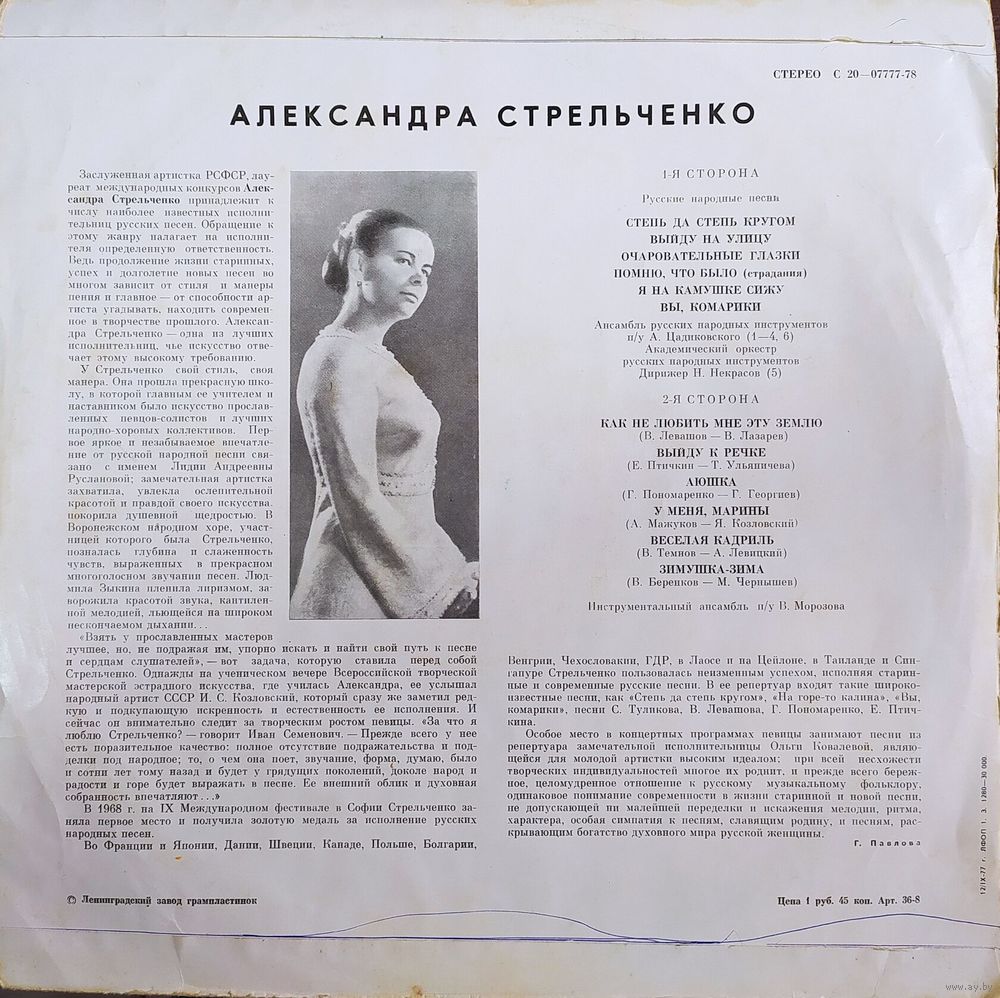 СТЕРЕО С 20—07777-78
АЛЕКСАНДРА СТРЕЛЬЧЕНКО
Заслуженная артистка РСФСР, лау-
реат международных конкурсов Алек-
сандра Стрельченко принадлежит к
числу наиболее известных исполни-
тельниц русских песен. Обращение к
этому жанру налагает на исполни-
теля определенную ответственность.
Ведь продолжение жизни старинных,
успех и долголетие новых песен во
многом зависит от стиля и манеры
пения и главное — от способности ар-
тиста угадывать, находить современ-
ное в творчестве прошлого. Алексан-
дра Стрельченко — одна из лучших
исполнительниц, чье искусство отве-
чает этому высокому требованию.
У Стрельченко свой стиль, своя
манера. Она прошла прекрасную шко-
лу, в которой главным ее учителем и
наставником было искусство прослав-
ленных певцов-солистов и лучших
народно-хоровых коллективов. Пер-
вое яркое и незабываемое впечатле-
ние от русской народной песни свя-
зано с именем Лидии Андреевны
Руслановой; замечательная артистка
захватила, увлекла ослепительной
красотой и правдой своего искусства,
покорила душевной щедростью. В
Воронежском народном хоре, участ-
ницей которого была Стрельченко,
позналась глубина и слаженность
чувств, выраженных в прекрасном
многоголосном звучании песен. Люд-
мила Зыкина пленила лиризмом, за-
ворожила красотой звука, кантилен-
ной мелодией, льющейся на широком
нескончаемом дыхании...
«Взять у прославленных мастеров
лучшее, но, не подражая им, упорно искать и найти свой путь к песне
и сердцам слушателей», — вот задача, которую ставила перед собой
Стрельченко. Однажды на ученическом вечере Всероссийской творческой
мастерской эстрадного искусства, где училась Александра, ее услышал
народный артист СССР И. С. Козловский, который сразу же заметил ред-
кую и подкупающую искренность и естественность ее исполнения. И
сейчас он внимательно следит за творческим ростом певицы. «За что я
люблю Стрельченко? — говорит Иван Семенович. — Прежде всего у нее
есть поразительное качество: полное отсутствие подражательства и под-
делки под народное; то, о чем она поет, звучание, форма, думаю, было
и сотни лет тому назад и будет у грядущих поколений, доколе народ и
радости и горе будет выражать в песне. Ее внешний облик и духовная
собранность впечатляют...»
В 1968 г. на IX Международном фестивале в Софии Стрельченко за-
няла первое место и получила золотую медаль за исполнение русских
народных песен.
Во Франции и Японии, Дании, Швеции, Канаде, Польше, Болгарии,
1-Я СТОРОНА
Русские народные песни
СТЕПЬ ДА СТЕПЬ КРУГОМ
ВЫЙДУ НА УЛИЦУ
ОЧАРОВАТЕЛЬНЫЕ ГЛАЗКИ
ПОМНЮ, ЧТО БЫЛО (страдания)
Я НА КАМУШКЕ СИЖУ
ВЫ, КОМАРИКИ
Ансамбль русских народных инструментов
п/у А. Цадиковского (1—4, 6)
Академический оркестр
русских народных инструментов
Дирижер Н. Некрасов (5)
2-Я СТОРОНА
КАК НЕ ЛЮБИТЬ МНЕ ЭТУ ЗЕМЛЮ
(В. Левашов — В. Лазарев)
ВЫЙДУ К РЕЧКЕ
(Е. Птичкин — Т. Ульяничева)
АЮШКА
(Г. Пономаренко — Г. Георгиев)
У МЕНЯ, МАРИНЫ
(А. Мажуков — Я. Козловский)
ВЕСЕЛАЯ КАДРИЛЬ
(В. Темнов — А. Левицкий)
ЗИМУШКА-ЗИМА
(В. Беренков — М. Чернышев)
Инструментальный ансамбль п/у В. Морозова
Венгрии, Чехословакии, ГДР, в Лаосе и на Цейлоне, в Таиланде и Син-
гапуре Стрельченко пользовалась неизменным успехом, исполняя старин-
ные и современные русские песни. В ее репертуар входят такие широко-
известные песни, как «Степь да степь кругом», «На горе-то калина», «Вы,
комарики», песни С. Туликова, В. Левашова, Г. Пономаренко, Е. Птич-
кина.
Особое место в концертных программах певицы занимают песни из
репертуара замечательной исполнительницы Ольги Ковалевой, являю-
щейся для молодой артистки высоким идеалом; при всей несхожести
творческих индивидуальностей многое их роднит, и прежде всего береж-
ное, целомудренное отношение к русскому музыкальному фольклору,
одинаковое понимание современности в жизни старинной и новой песни,
не допускающей ни малейшей переделки и искажения мелодии, ритма,
характера, особая симпатия к песням, славящим родину, и песням, рас-
крывающим богатство духовного мира русской женщины.
Г. Павлова
12/IX-77 г. ЛФОП 1 З. 1280—30 000
© Ленинградский завод грампластинок
Цена 1 руб. 45 коп. Арт. 36-8
www.ay.by